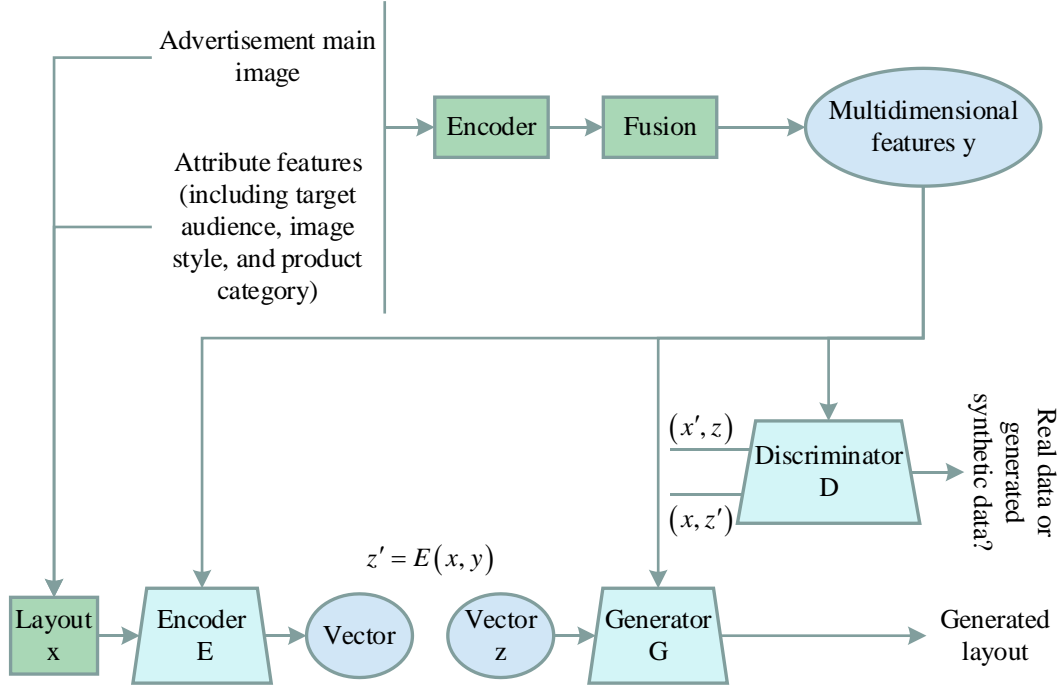 Advertisement main
image
Attribute features
(including target
audience, image
style, and product
category)
Encoder
Fusion
Multidimensional
features y
(x′, z)
(x, z′)
Discriminator
D
Real data or
generated
synthetic data?
z′ = E(x, y)
Layout
x
Encoder
E
Vector
Vector
z
Generator
G
Generated
layout